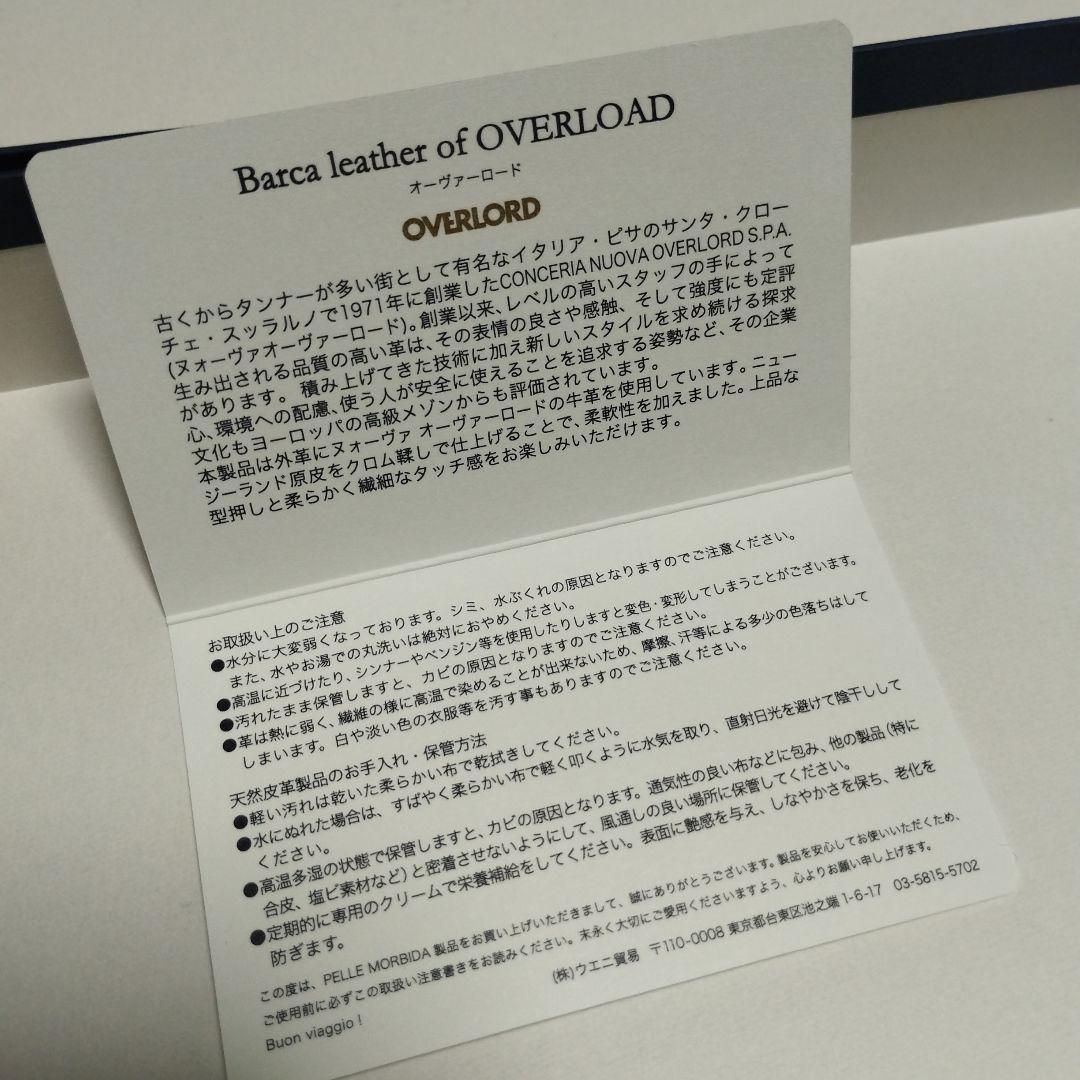 Barca leather of OVERLOAD
オーヴァーロード
OVERLORD
古くからタンナーが多い街として有名なイタリア・ピサのサンタ・クロー
チェ・スッラルノで1971年に創業したCONCERIA NUOVA OVERLORD S.P.A.
(ヌォーヴァオーヴァーロード)。創業以来、レベルの高いスタッフの手によって
生み出される品質の高い革は、その表情の良さや感触、そして強度にも定評
があります。積み上げてきた技術に加え新しいスタイルを求め続ける探求
心、環境への配慮、使う人が安全に使えることを追求する姿勢など、その企業
文化もヨーロッパの高級メゾンからも評価されています。
本製品は外革にヌォーヴァ オーヴァーロードの牛革を使用しています。ニュー
ジーランド原皮をクロム鞣しで仕上げることで、柔軟性を加えました。上品な
型押しと柔らかく繊細なタッチ感をお楽しみいただけます。
お取扱い上のご注意
●水分に大変弱くなっております。シミ、水ぶくれの原因となりますのでご注意ください。
また、水やお湯での丸洗いは絶対におやめください。
●高温に近づけたり、シンナーやベンジン等を使用したりしますと変色・変形してしまうことがございます。
●汚れたまま保管しますと、カビの原因となりますのでご注意ください。
●革は熱に弱く、繊維の様に高温で染めることが出来ないため、摩擦、汗等による多少の色落ちはして
しまいます。白や淡い色の衣服等を汚す事もありますのでご注意ください。
天然皮革製品のお手入れ・保管方法
●軽い汚れは乾いた柔らかい布で乾拭きしてください。
●水にぬれた場合は、すばやく柔らかい布で軽く叩くように水気を取り、直射日光を避けて陰干しして
ください。
●高温多湿の状態で保管しますと、カビの原因となります。通気性の良い布などに包み、他の製品(特に
合皮、塩ビ素材など)と密着させないようにして、風通しの良い場所に保管してください。
●定期的に専用のクリームで栄養補給をしてください。表面に艶感を与え、しなやかさを保ち、老化を
防ぎます。
この度は、PELLE MORBIDA 製品をお買い上げいただきまして、誠にありがとうございます。製品を安心してお使いいただくため、
ご使用前に必ずこの取扱い注意書きをお読みください。末永く大切にご愛用くださいますよう、心よりお願い申し上げます。
Buon viaggio !
(株)ウエニ貿易 〒110-0008 東京都台東区池之端1-6-17 03-5815-5702